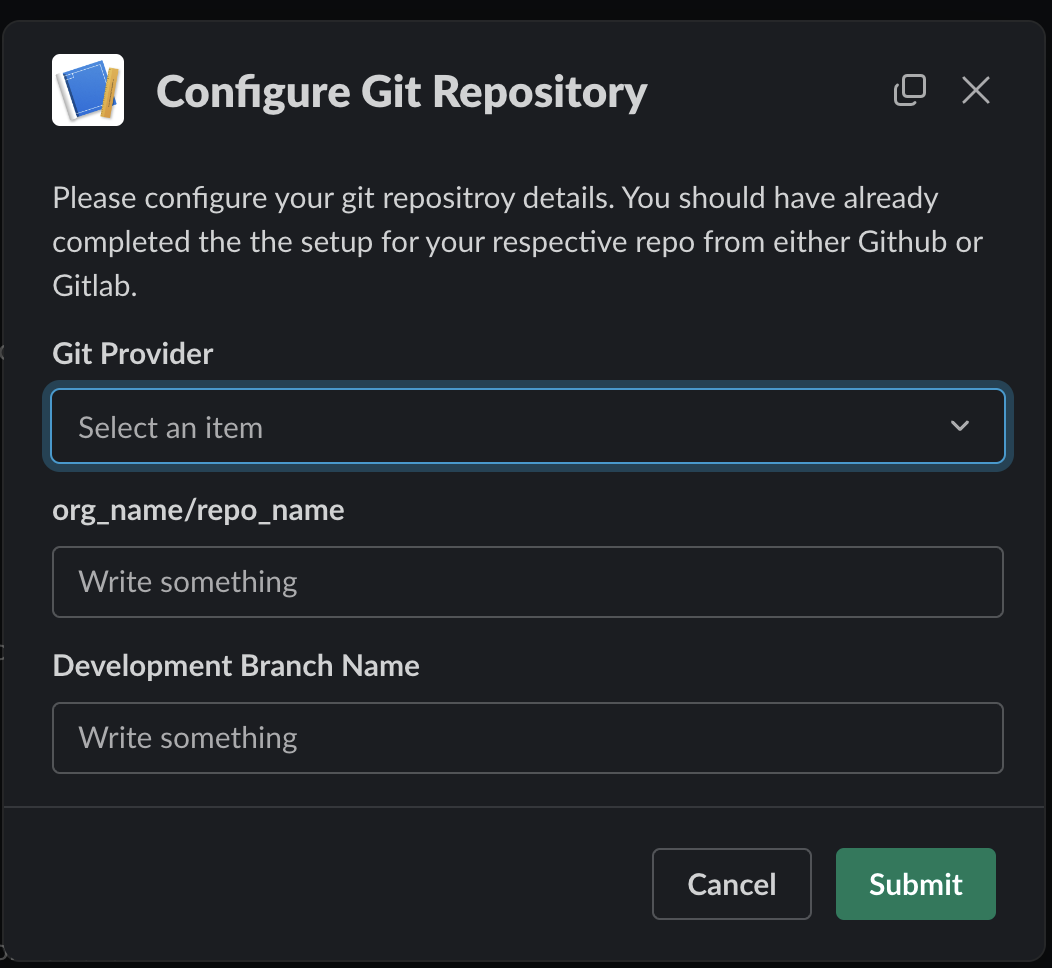 Configure Git Repository
Please configure your git repositroy details. You should have already
completed the the setup for your respective repo from either Github or
Gitlab.
Git Provider
Select an item
org_name/repo_name
Write something
Development Branch Name
Write something
Cancel
Submit